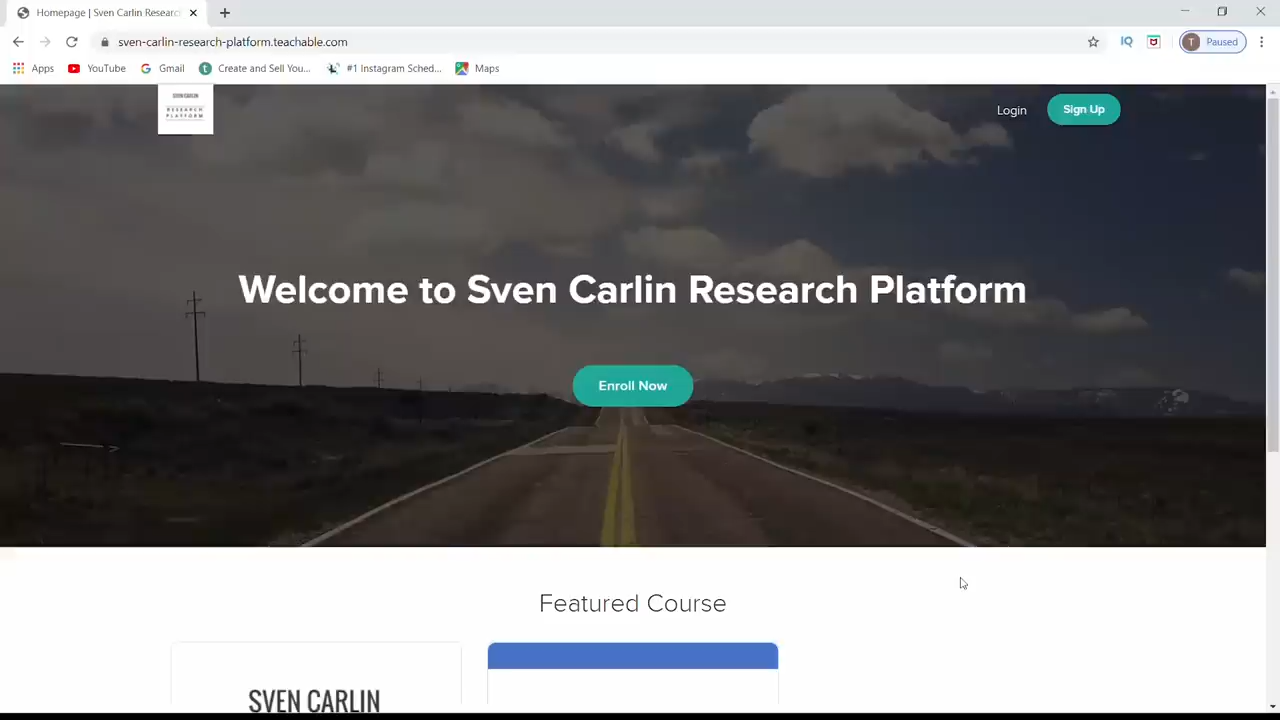 Homepage | Sven Carlin Researc
sven-carlin-research-platform.teachable.com
IQ
T
Paused
Apps
YouTube
Gmail
Create and Sell You...
#1 Instagram Sched...
Maps
SVEN CARLIN
RESEARCH
PLATFORM
Login
Sign Up
Welcome to Sven Carlin Research Platform
Enroll Now
Featured Course
SVEN CARLIN